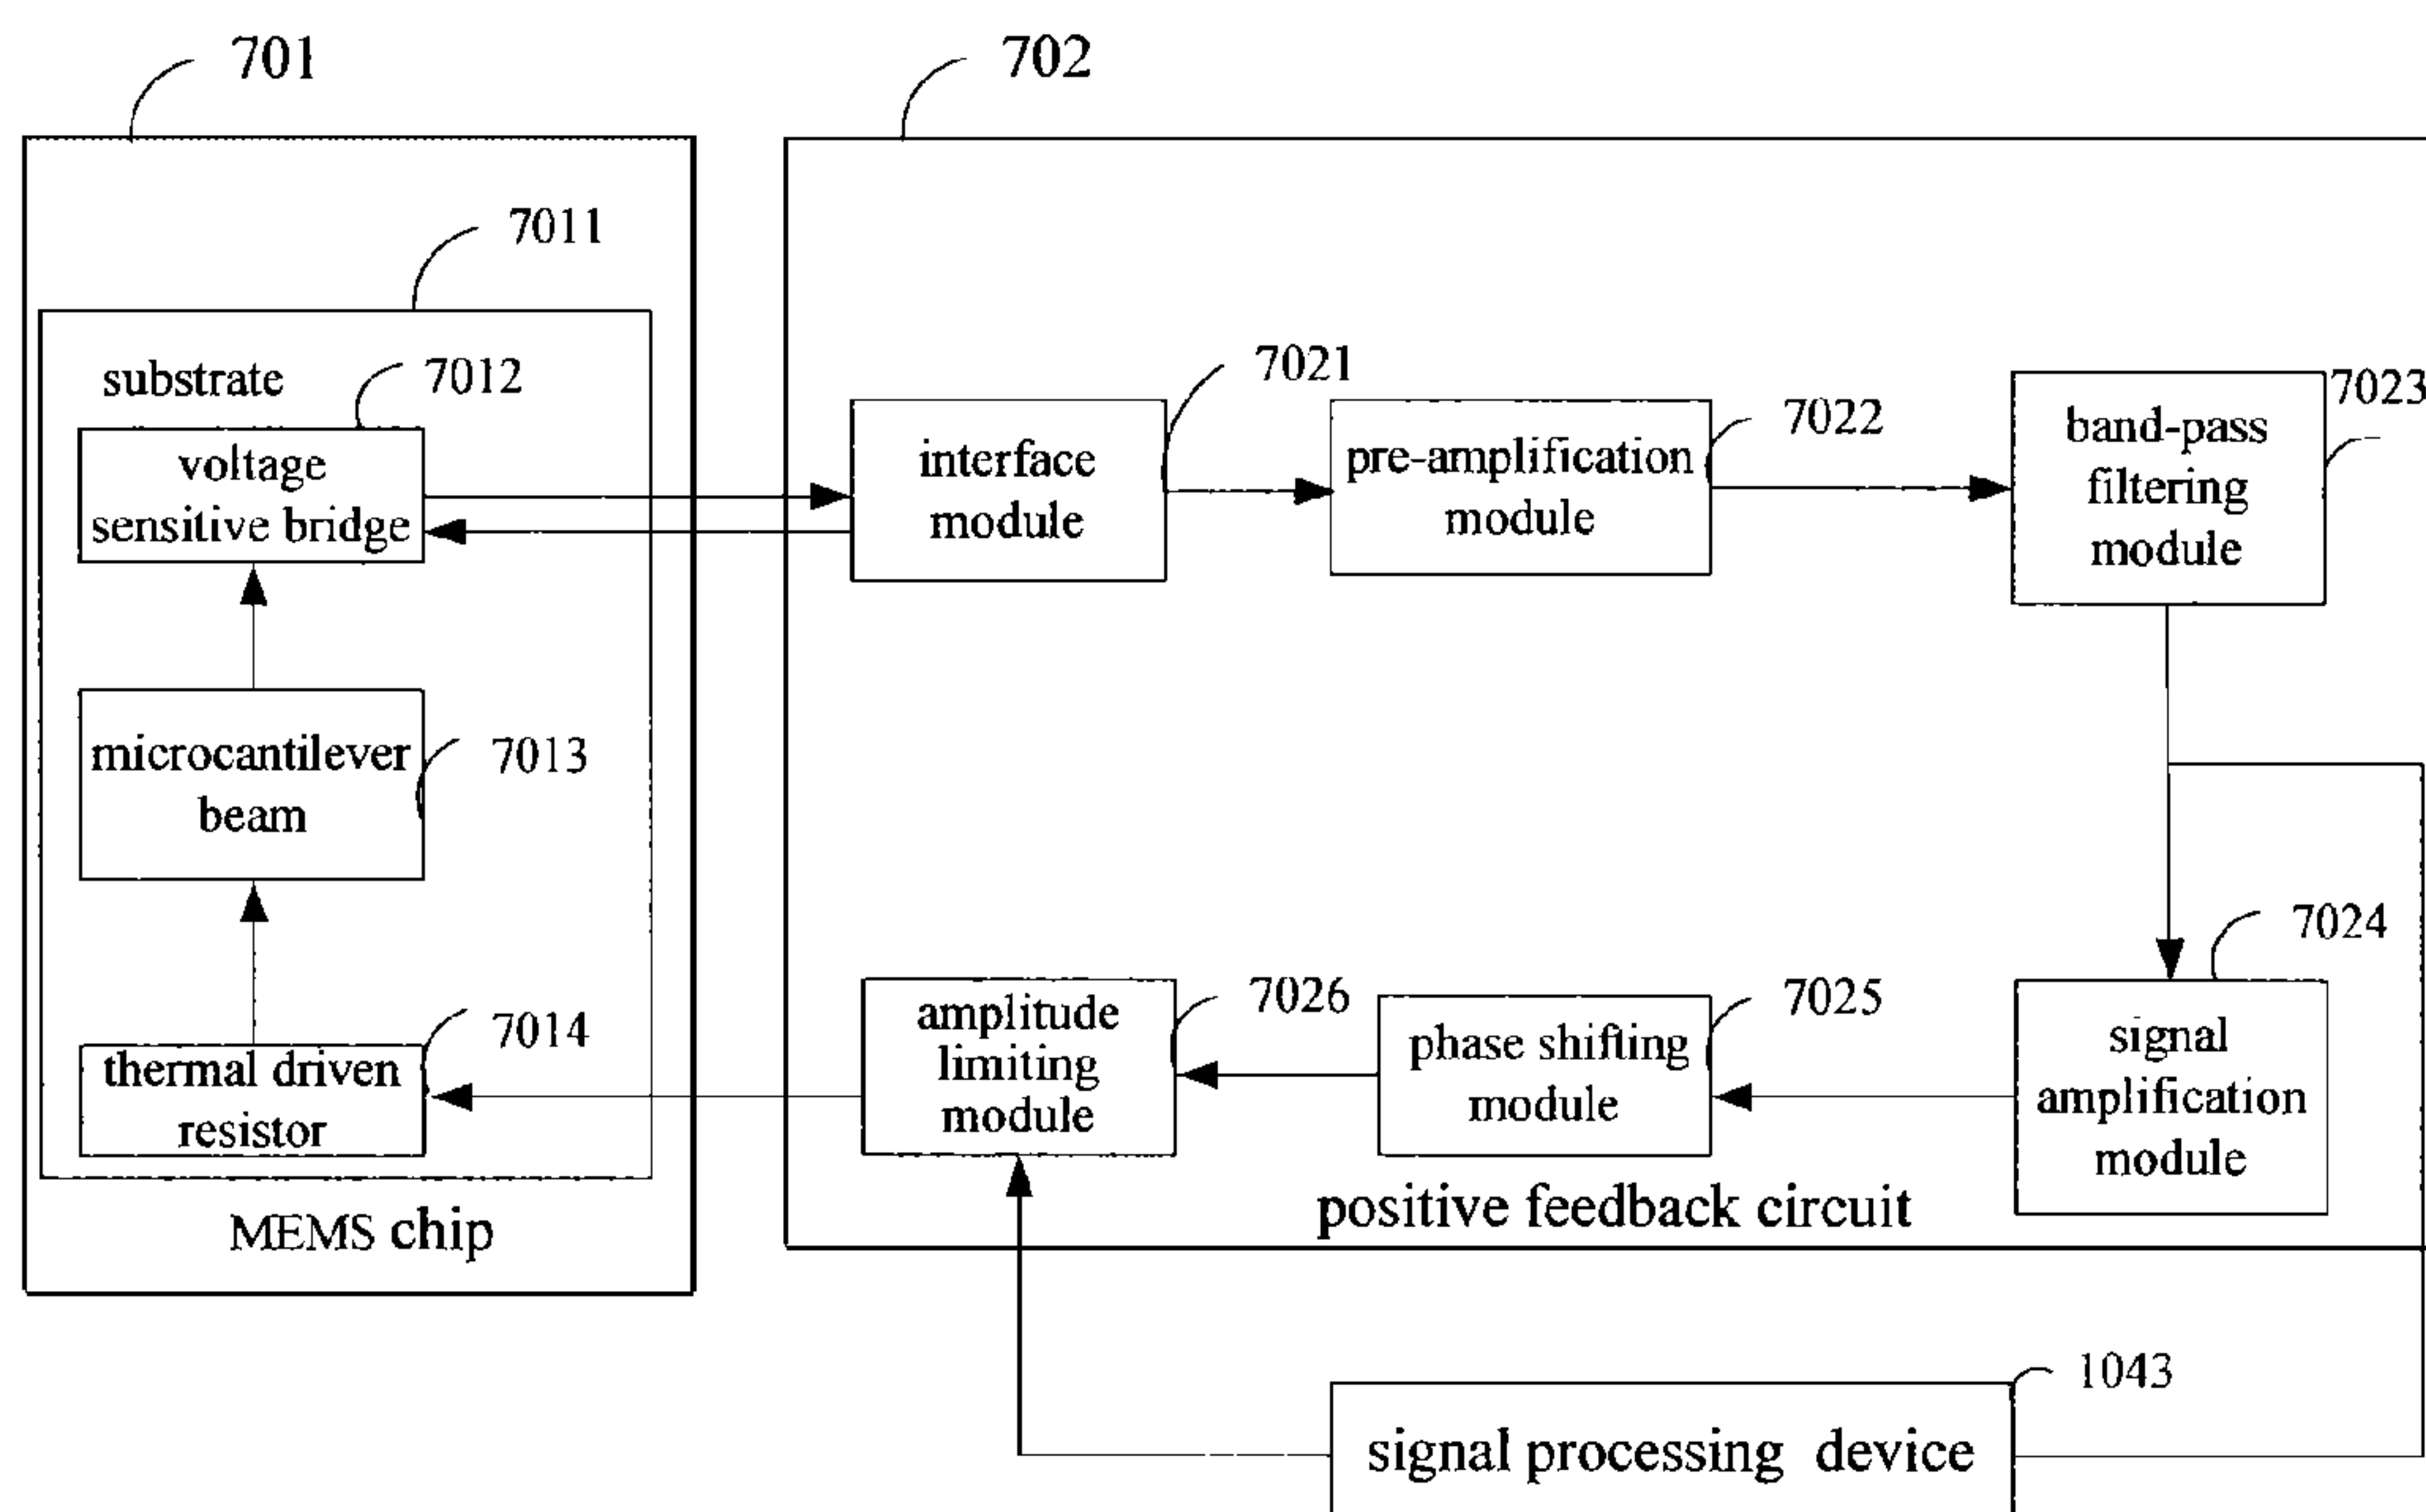 701
702
7011
substrate
7012
voltage
sensitive bridge
microcantilever
beam
7013
thermal driven
resistor
7014
MEMS chip
7021
interface
module
7022
pre-amplification
module
7023
band-pass
filtering
module
7024
signal
amplification
module
7025
phase shifting
module
7026
amplitude
limiting
module
positive feedback circuit
1043
signal processing device